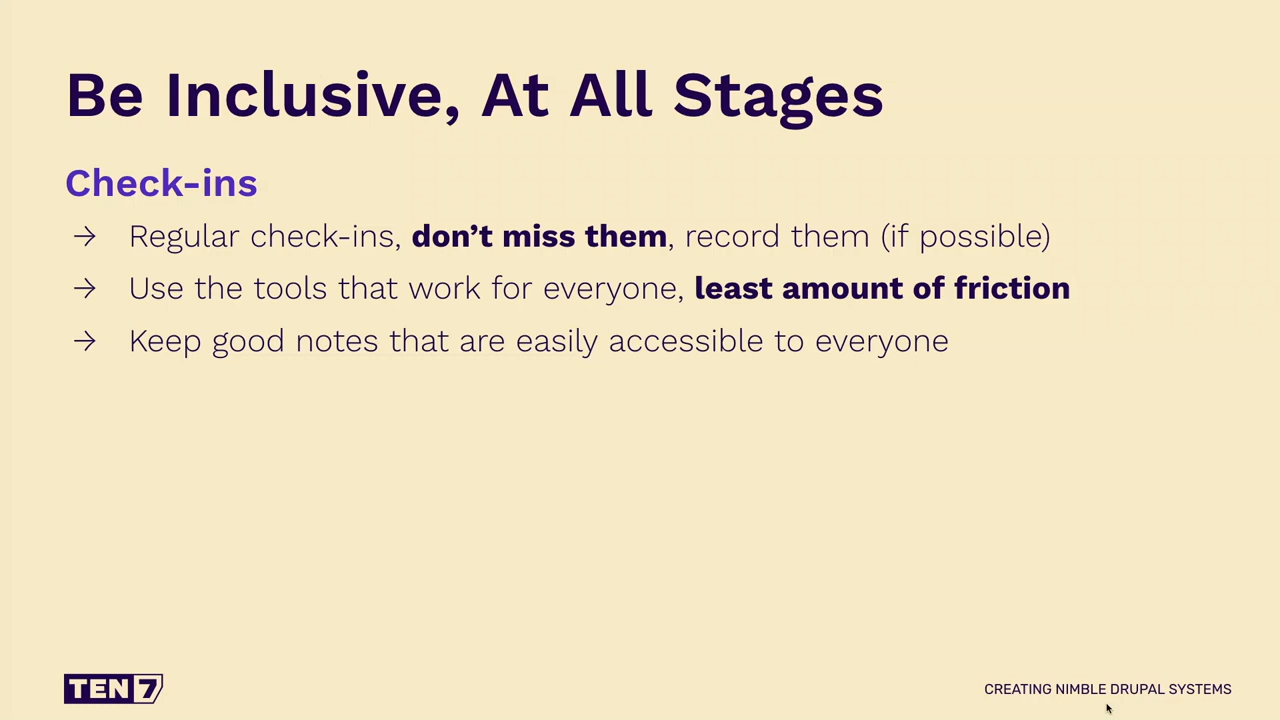 Be Inclusive, At All Stages
Check-ins
→ Regular check-ins, don’t miss them, record them (if possible)
→ Use the tools that work for everyone, least amount of friction
→ Keep good notes that are easily accessible to everyone
TEN7
CREATING NIMBLE DRUPAL SYSTEMS